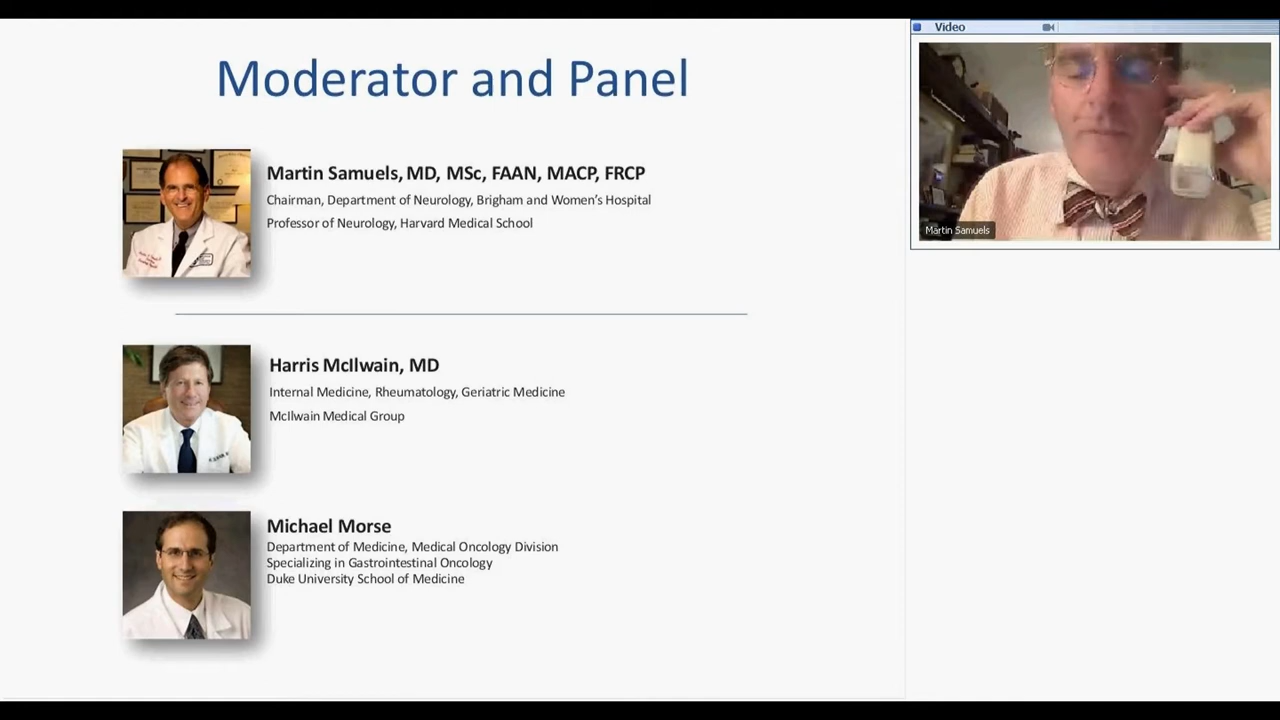 Moderator and Panel
Martin Samuels, MD, MSc, FAAN, MACP, FRCP
Chairman, Department of Neurology, Brigham and Women's Hospital
Professor of Neurology, Harvard Medical School
Harris McIlwain, MD
Internal Medicine, Rheumatology, Geriatric Medicine
McIlwain Medical Group
Michael Morse
Department of Medicine, Medical Oncology Division
Specializing in Gastrointestinal Oncology
Duke University School of Medicine
Video
Martin Samuels